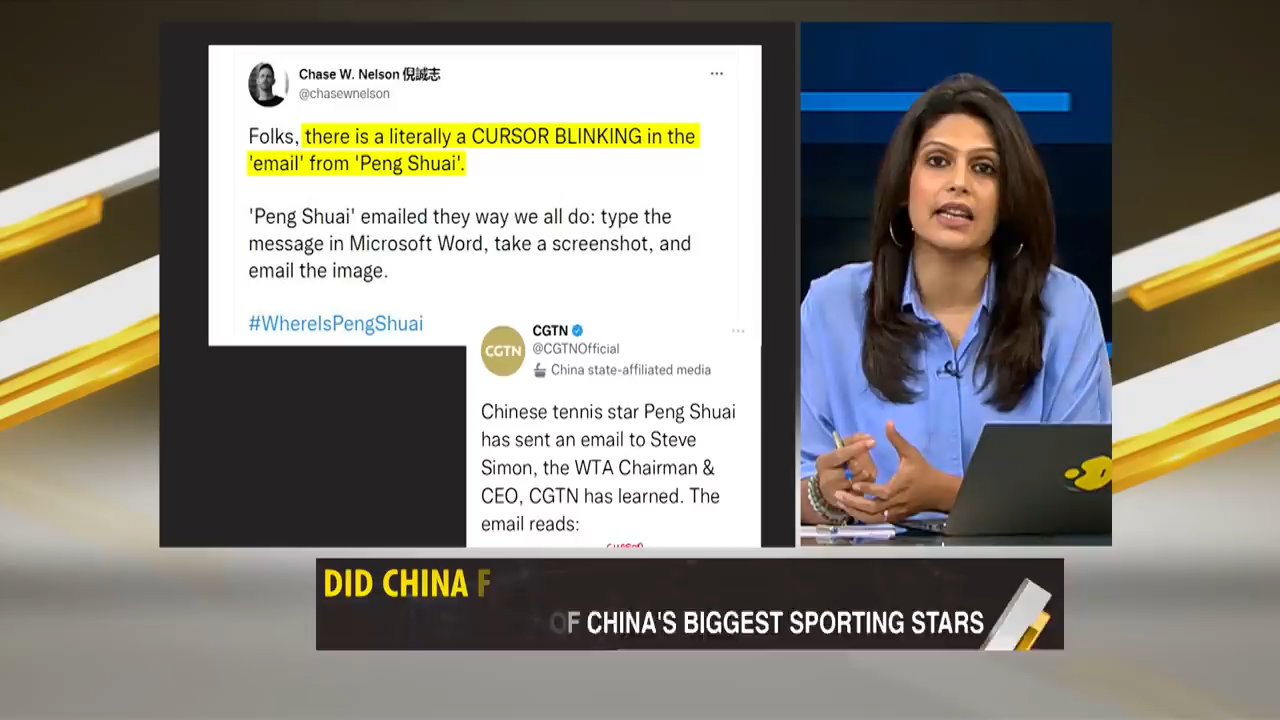 Chase W. Nelson 倪誠志
@chasewnelson
Folks, there is a literally a CURSOR BLINKING in the
'email' from 'Peng Shuai'.
'Peng Shuai' emailed they way we all do: type the
message in Microsoft Word, take a screenshot, and
email the image.
#WhereIsPengShuai
CGTN
CGTN
@CGTNOfficial
China state-affiliated media
Chinese tennis star Peng Shuai
has sent an email to Steve
Simon, the WTA Chairman &
CEO, CGTN has learned. The
email reads:
DID CHINA F
OF CHINA'S BIGGEST SPORTING STARS